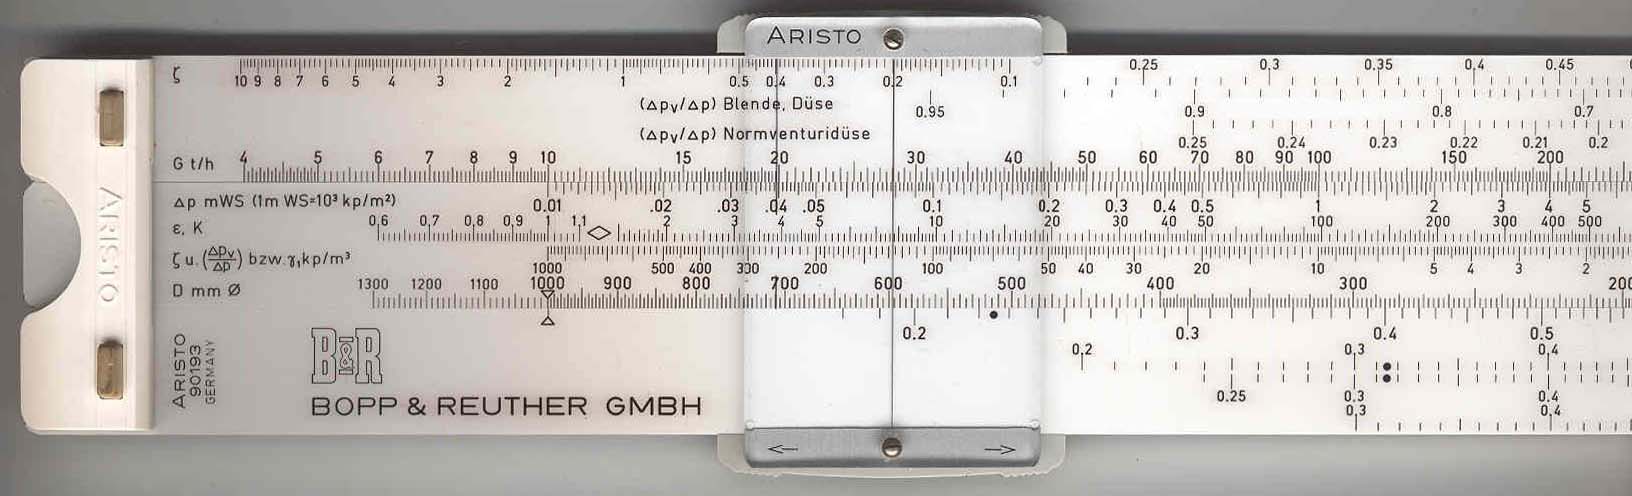 ARISTO
ζ 10 9 8 7 6 5 4 3 2 1 0.5 0.4 0.3 0.2 0.1 0.25 0.3 0.35 0.4 0.45
(Δpv/Δp) Blende, Düse 0.95 0.9 0.8 0.7
(Δpv/Δp) Normventuridüse 0.25 0.24 0.23 0.22 0.21 0.2
G t/h 4 5 6 7 8 9 10 15 20 30 40 50 60 70 80 90 100 150 200
Δp mWS (1m WS=10³ kp/m²) 0.01 .02 .03 .04 .05 0.1 0.2 0.3 0.4 0.5 1 2 3 4 5
ε, K 0,6 0,7 0,8 0,9 1 1,1 2 3 4 5 10 20 30 40 50 100 200 300 400 500
ζ u. (Δpv/Δp) bzw. γ₁ kp/m³ 1000 500 400 300 200 100 50 40 30 20 10 5 4 3 2
D mm Ø 1300 1200 1100 1000 900 800 700 600 500 400 300 200
0.2 0.3 0.4 0.5
0,2 0,3 0,4
0.25 0.3 0.4
0,3 0,4
ARISTO
ARISTO
90193
GERMANY
B&R
BOPP & REUTHER GMBH